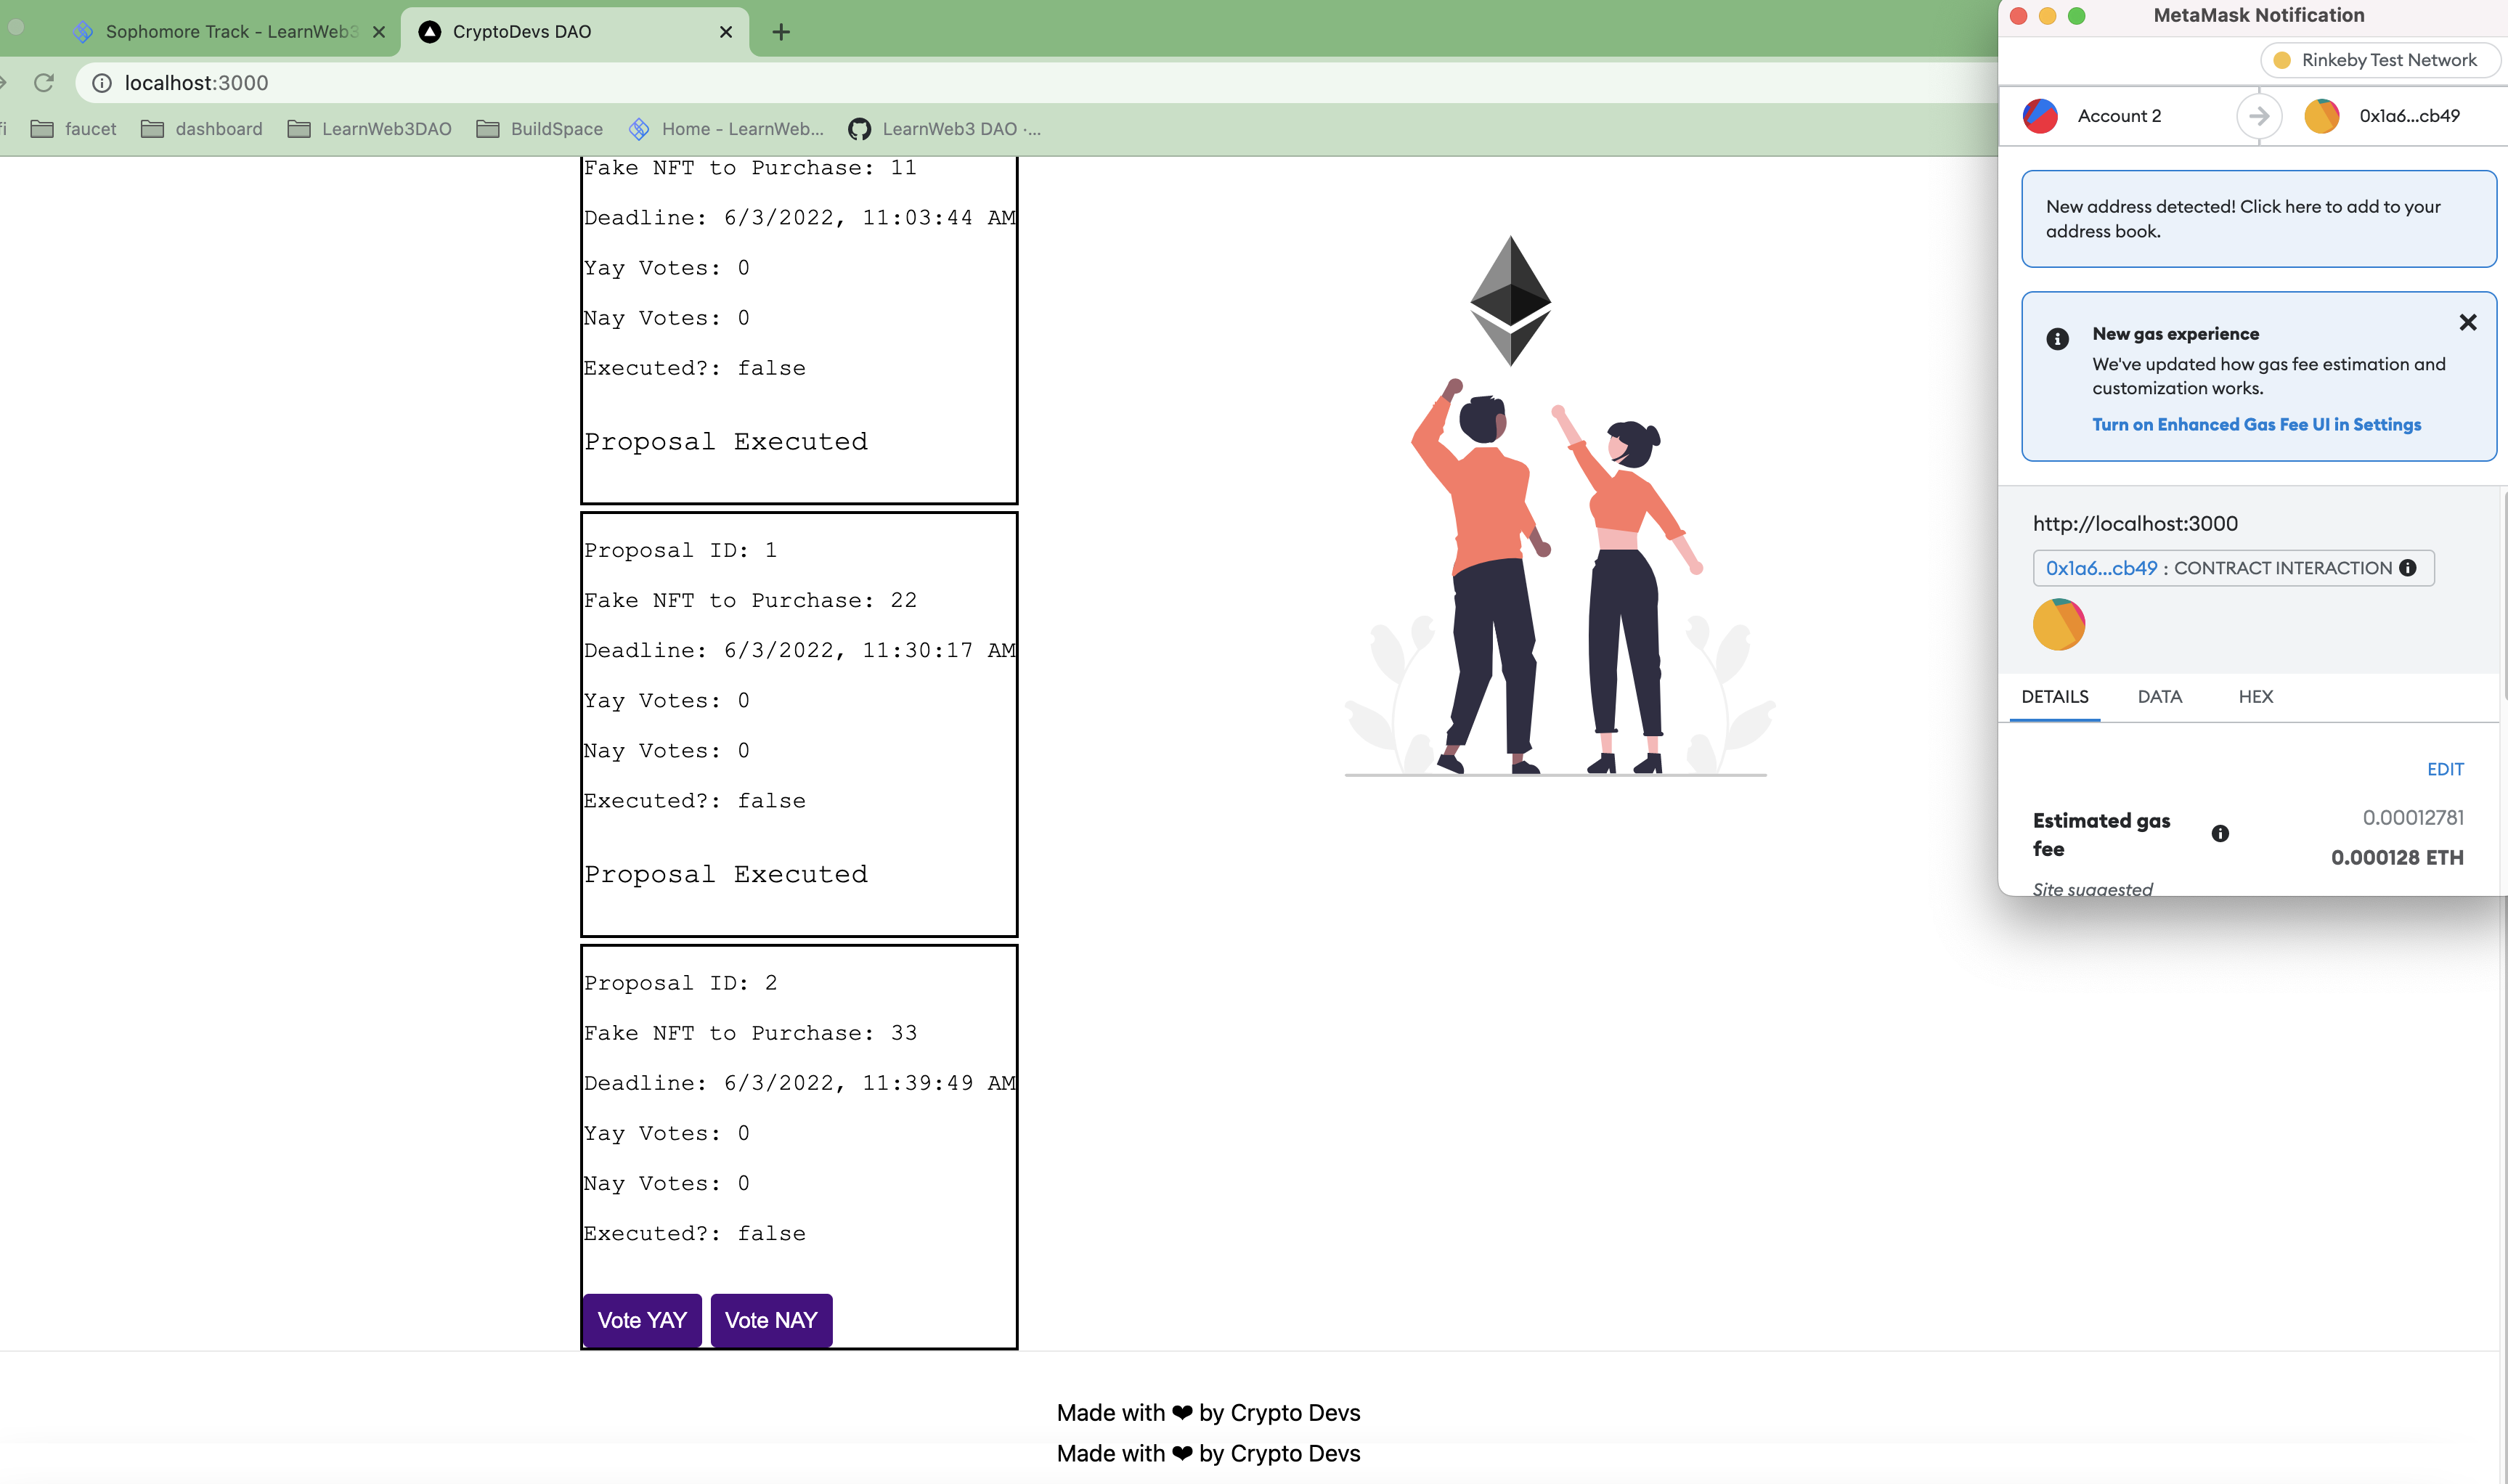 Sophomore Track - LearnWeb3
CryptoDevs DAO
localhost:3000
faucet
dashboard
LearnWeb3DAO
BuildSpace
Home - LearnWeb...
LearnWeb3 DAO ·...
Fake NFT to Purchase: 11
Deadline: 6/3/2022, 11:03:44 AM
Yay Votes: 0
Nay Votes: 0
Executed?: false
Proposal Executed
Proposal ID: 1
Fake NFT to Purchase: 22
Deadline: 6/3/2022, 11:30:17 AM
Yay Votes: 0
Nay Votes: 0
Executed?: false
Proposal Executed
Proposal ID: 2
Fake NFT to Purchase: 33
Deadline: 6/3/2022, 11:39:49 AM
Yay Votes: 0
Nay Votes: 0
Executed?: false
Vote YAY Vote NAY
Made with ❤ by Crypto Devs
Made with ❤ by Crypto Devs
MetaMask Notification
Rinkeby Test Network
Account 2
0x1a6...cb49
New address detected! Click here to add to your
address book.
New gas experience
We've updated how gas fee estimation and
customization works.
Turn on Enhanced Gas Fee UI in Settings
http://localhost:3000
0x1a6...cb49 : CONTRACT INTERACTION
DETAILS DATA HEX
EDIT
Estimated gas
fee
0.00012781
0.000128 ETH
Site suggested